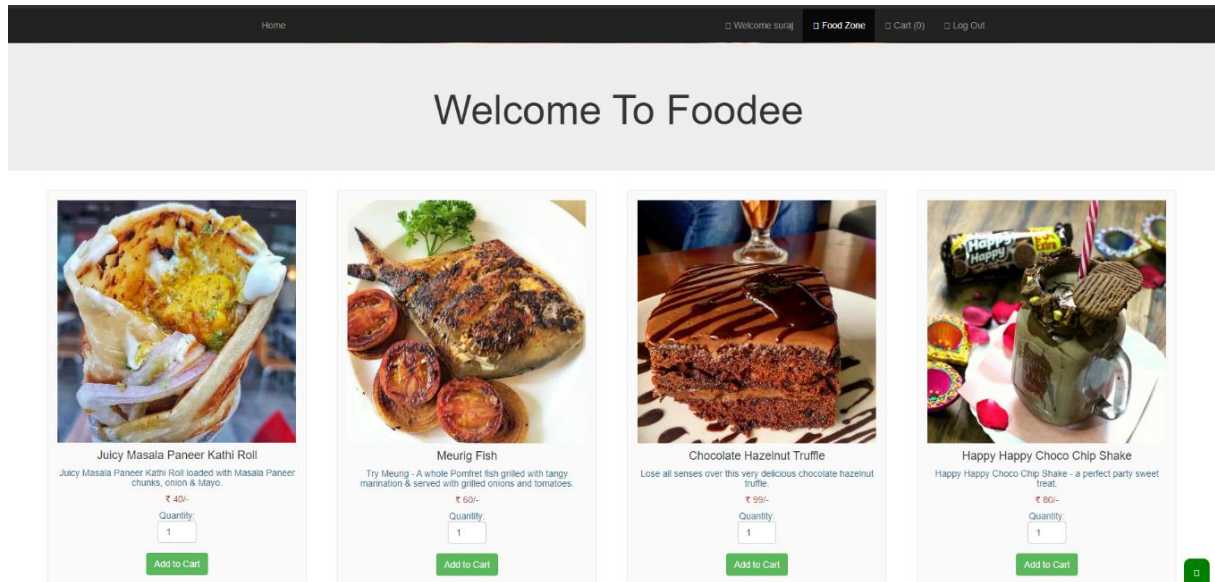 Home
Welcome suraj
Food Zone
Cart (0)
Log Out
Welcome To Foodee
Happy
Happy
Juicy Masala Paneer Kathi Roll
Juicy Masala Paneer Kathi Roll loaded with Masala Paneer
chunks, onion & Mayo.
₹ 40/-
Quantity:
1
Add to Cart
Meurig Fish
Try Meurig - A whole Pomfret fish grilled with tangy
marination & served with grilled onions and tomatoes.
₹ 60/-
Quantity:
1
Add to Cart
Chocolate Hazelnut Truffle
Lose all senses over this very delicious chocolate hazelnut
truffle.
₹ 99/-
Quantity:
1
Add to Cart
Happy Happy Choco Chip Shake
Happy Happy Choco Chip Shake - a perfect party sweet
treat.
₹ 80/-
Quantity:
1
Add to Cart